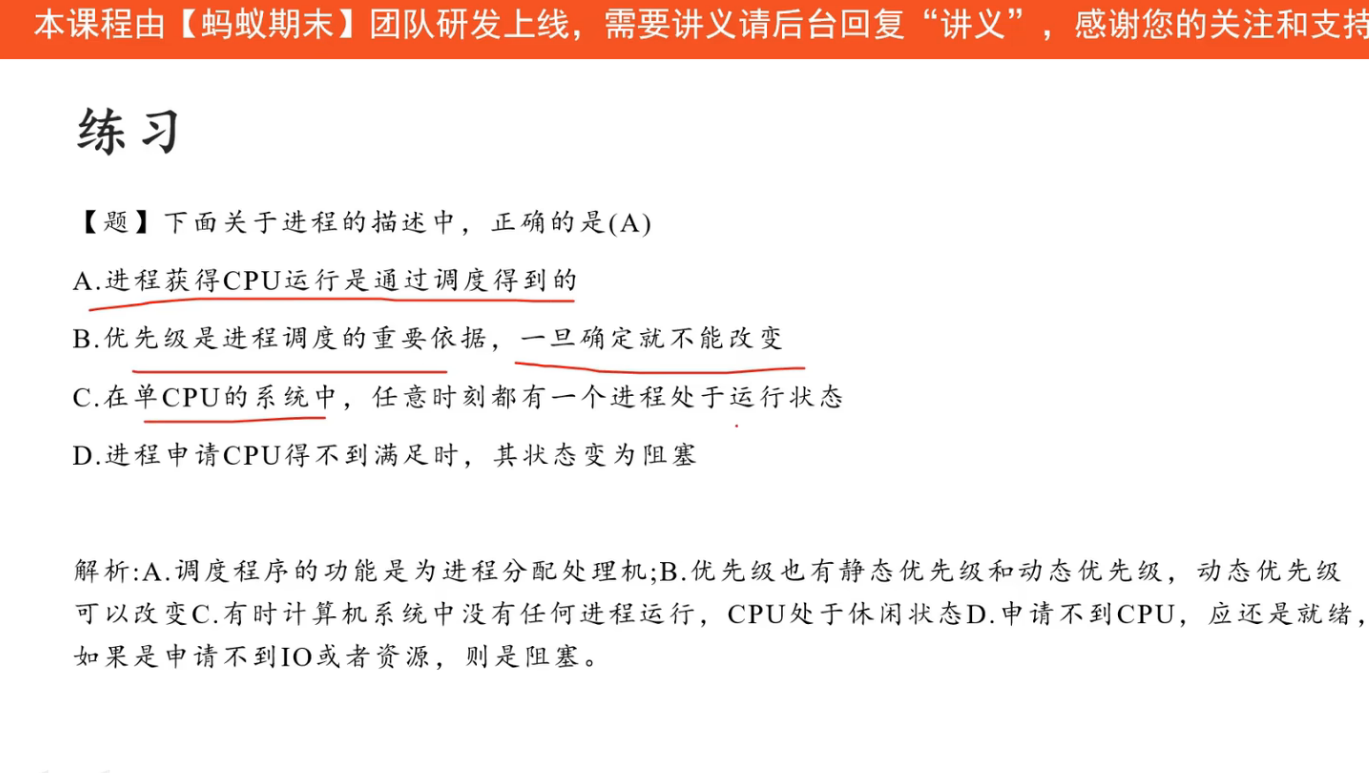 本课程由【蚂蚁期末】团队研发上线，需要讲义请后台回复“讲义”，感谢您的关注和支持
练习
【题】下面关于进程的描述中，正确的是(A)
A.进程获得CPU运行是通过调度得到的
B.优先级是进程调度的重要依据，一旦确定就不能改变
C.在单CPU的系统中，任意时刻都有一个进程处于运行状态
D.进程申请CPU得不到满足时，其状态变为阻塞
解析:A.调度程序的功能是为进程分配处理机;B.优先级也有静态优先级和动态优先级，动态优先级
可以改变C.有时计算机系统中没有任何进程运行，CPU处于休闲状态D.申请不到CPU，应还是就绪，
如果是申请不到IO或者资源，则是阻塞。